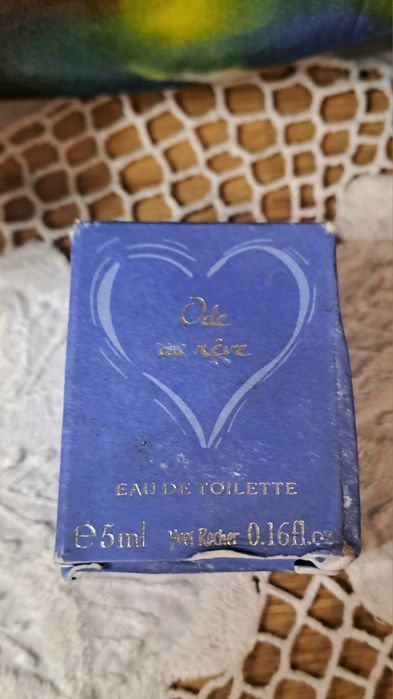 Ode
au rêve
EAU DE TOILETTE
℮5ml Yves Rocher 0.16fl.oz.